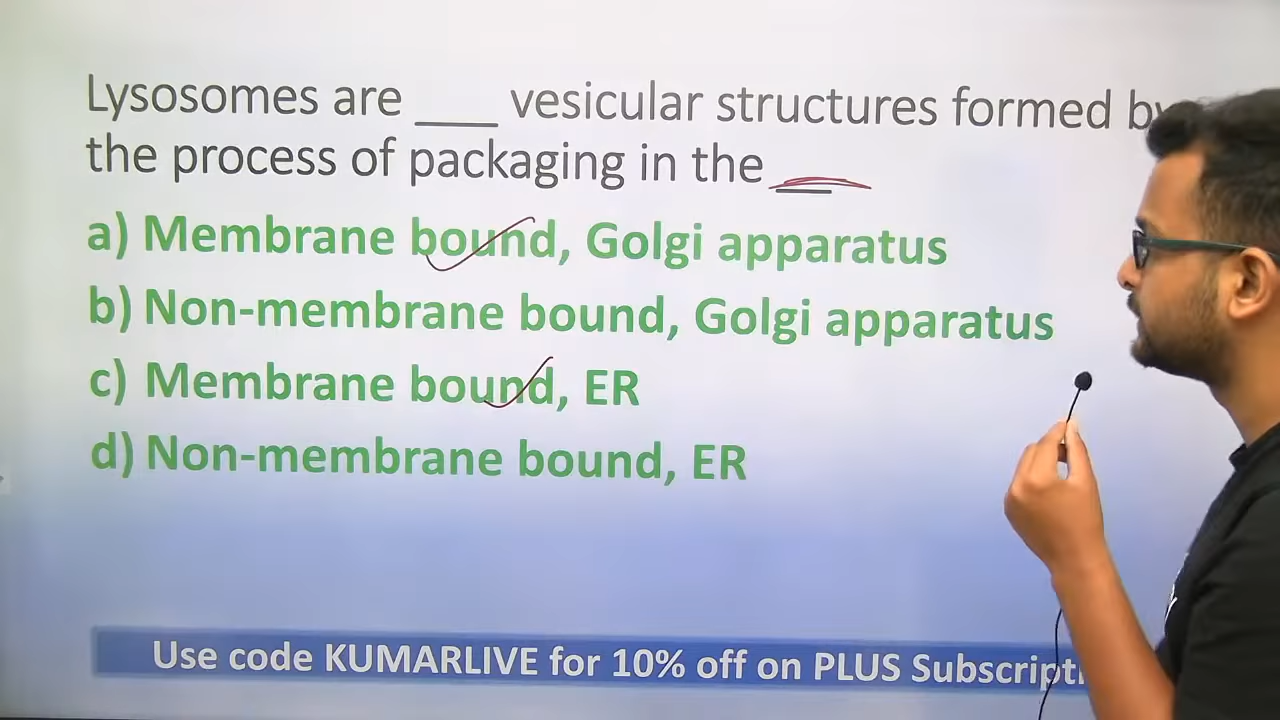 Lysosomes are ____ vesicular structures formed by
the process of packaging in the ___
a) Membrane bound, Golgi apparatus
b) Non-membrane bound, Golgi apparatus
c) Membrane bound, ER
d) Non-membrane bound, ER
Use code KUMARLIVE for 10% off on PLUS Subscripti